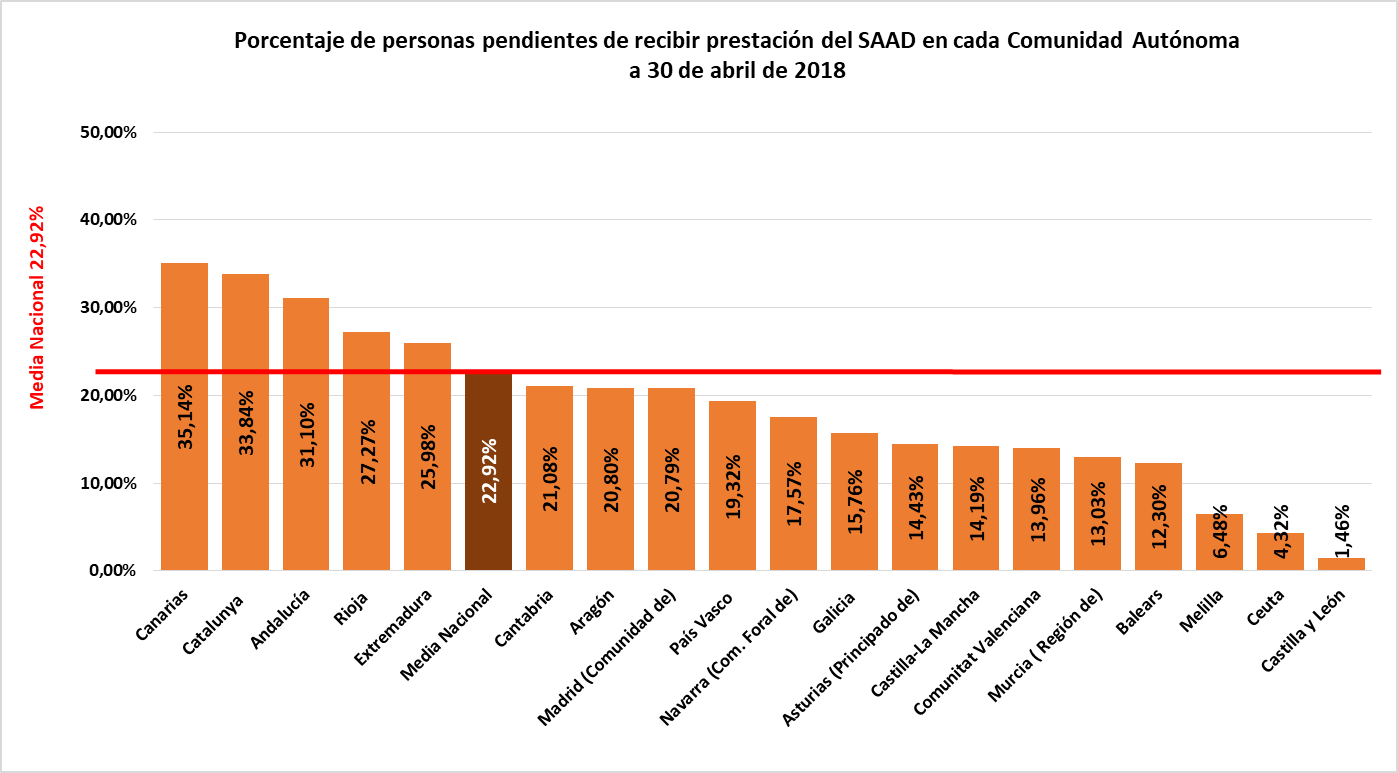 Porcentaje de personas pendientes de recibir prestación del SAAD en cada Comunidad Autónoma
a 30 de abril de 2018
Media Nacional 22,92%
50,00%
40,00%
30,00%
20,00%
10,00%
0,00%
35,14%
33,84%
31,10%
27,27%
25,98%
22,92%
21,08%
20,80%
20,79%
19,32%
17,57%
15,76%
14,43%
14,19%
13,96%
13,03%
12,30%
6,48%
4,32%
1,46%
Canarias
Catalunya
Andalucía
Rioja
Extremadura
Media Nacional
Cantabria
Aragón
Madrid (Comunidad de)
País Vasco
Navarra (Com. Foral de)
Galicia
Asturias (Principado de)
Castilla-La Mancha
Comunitat Valenciana
Murcia ( Región de)
Balears
Melilla
Ceuta
Castilla y León